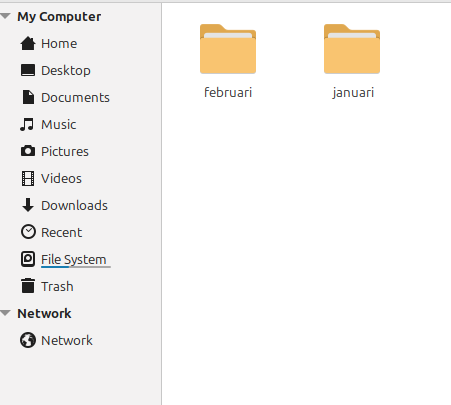 My Computer
Home
Desktop
Documents
Music
Pictures
Videos
Downloads
Recent
File System
Trash
Network
Network
februari
januari